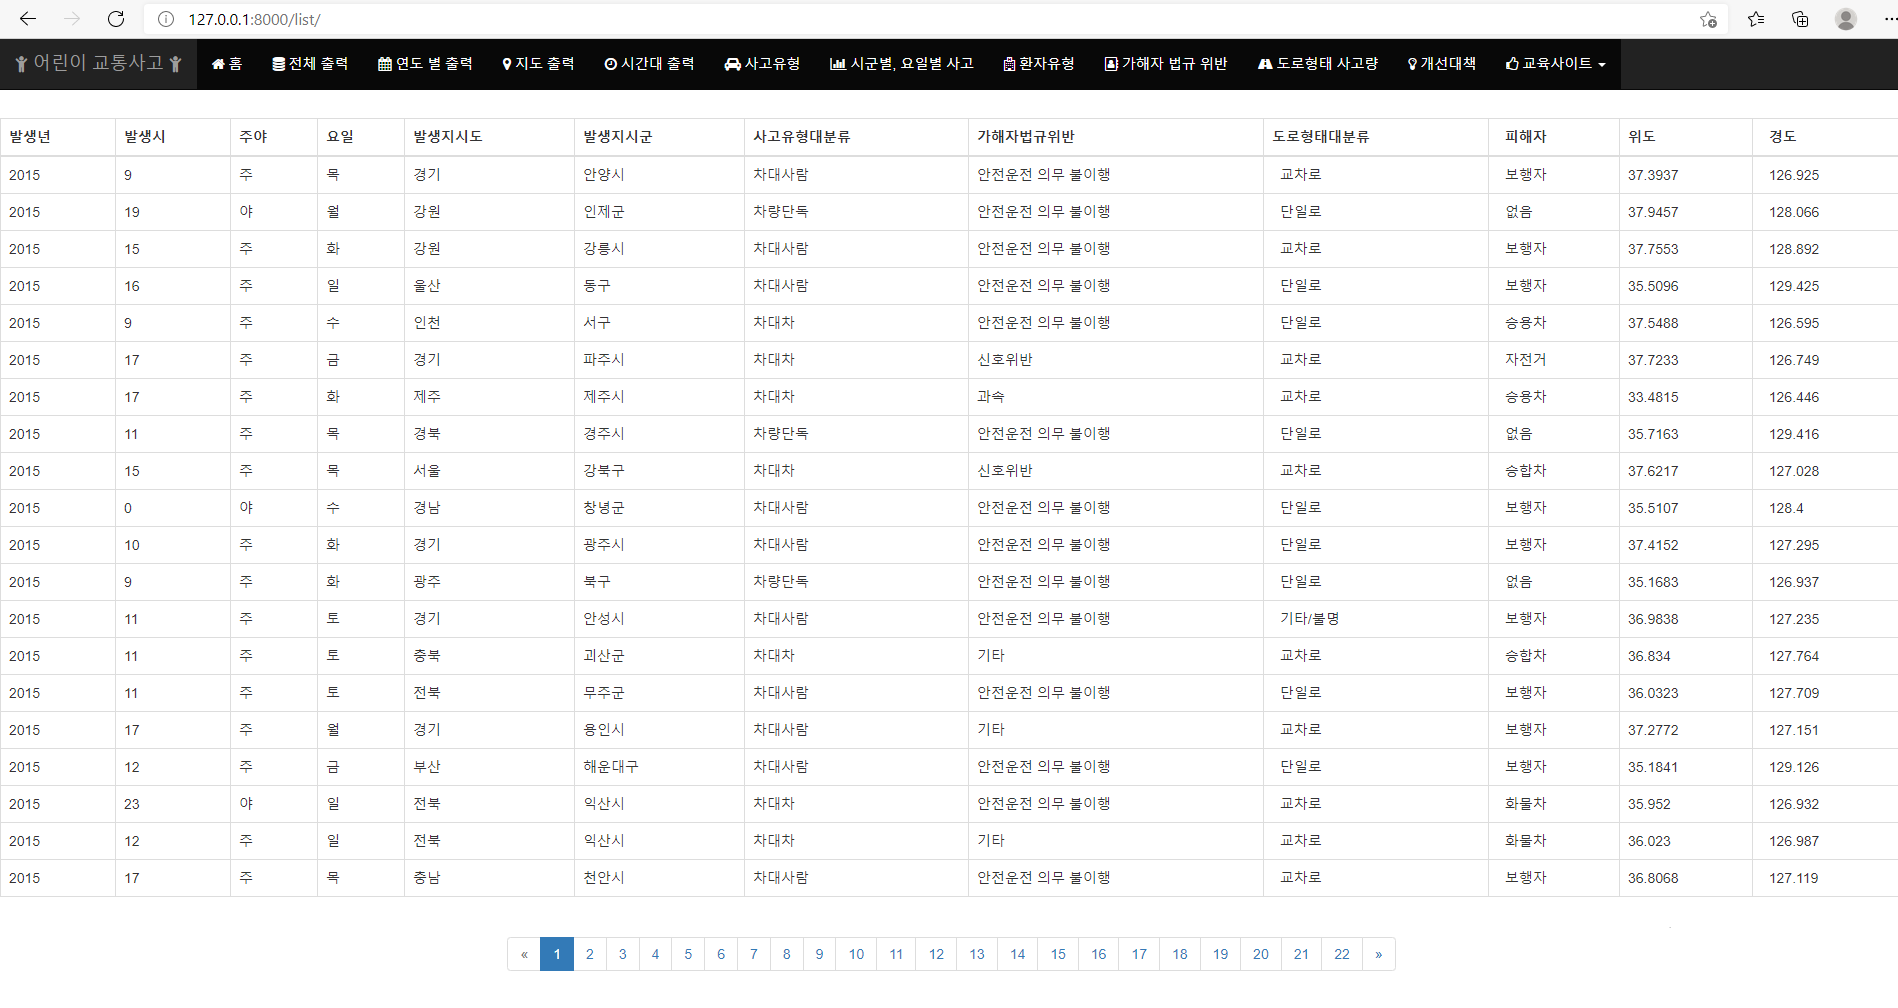 127.0.0.1:8000/list/
어린이 교통사고 홈 전체 출력 연도 별 출력 지도 출력 시간대 출력 사고유형 시군별, 요일별 사고 환자유형 가해자 법규 위반 도로형태 사고량 개선대책 교육사이트
발생년 발생시 주야 요일 발생지시도 발생지시군 사고유형대분류 가해자법규위반 도로형태대분류 피해자 위도 경도
2015 9 주 목 경기 안양시 차대사람 안전운전 의무 불이행 교차로 보행자 37.3937 126.925
2015 19 야 월 강원 인제군 차량단독 안전운전 의무 불이행 단일로 없음 37.9457 128.066
2015 15 주 화 강원 강릉시 차대사람 안전운전 의무 불이행 교차로 보행자 37.7553 128.892
2015 16 주 일 울산 동구 차대사람 안전운전 의무 불이행 단일로 보행자 35.5096 129.425
2015 9 주 수 인천 서구 차대차 안전운전 의무 불이행 단일로 승용차 37.5488 126.595
2015 17 주 금 경기 파주시 차대차 신호위반 교차로 자전거 37.7233 126.749
2015 17 주 화 제주 제주시 차대차 과속 교차로 승용차 33.4815 126.446
2015 11 주 목 경북 경주시 차량단독 안전운전 의무 불이행 단일로 없음 35.7163 129.416
2015 15 주 목 서울 강북구 차대차 신호위반 교차로 승합차 37.6217 127.028
2015 0 야 수 경남 창녕군 차대사람 안전운전 의무 불이행 단일로 보행자 35.5107 128.4
2015 10 주 화 경기 광주시 차대사람 안전운전 의무 불이행 단일로 보행자 37.4152 127.295
2015 9 주 화 광주 북구 차량단독 안전운전 의무 불이행 단일로 없음 35.1683 126.937
2015 11 주 토 경기 안성시 차대사람 안전운전 의무 불이행 기타/불명 보행자 36.9838 127.235
2015 11 주 토 충북 괴산군 차대차 기타 교차로 승합차 36.834 127.764
2015 11 주 토 전북 무주군 차대사람 안전운전 의무 불이행 단일로 보행자 36.0323 127.709
2015 17 주 월 경기 용인시 차대사람 기타 교차로 보행자 37.2772 127.151
2015 12 주 금 부산 해운대구 차대사람 안전운전 의무 불이행 단일로 보행자 35.1841 129.126
2015 23 야 일 전북 익산시 차대차 안전운전 의무 불이행 교차로 화물차 35.952 126.932
2015 12 주 일 전북 익산시 차대차 기타 교차로 화물차 36.023 126.987
2015 17 주 목 충남 천안시 차대사람 안전운전 의무 불이행 교차로 보행자 36.8068 127.119
« 1 2 3 4 5 6 7 8 9 10 11 12 13 14 15 16 17 18 19 20 21 22 »